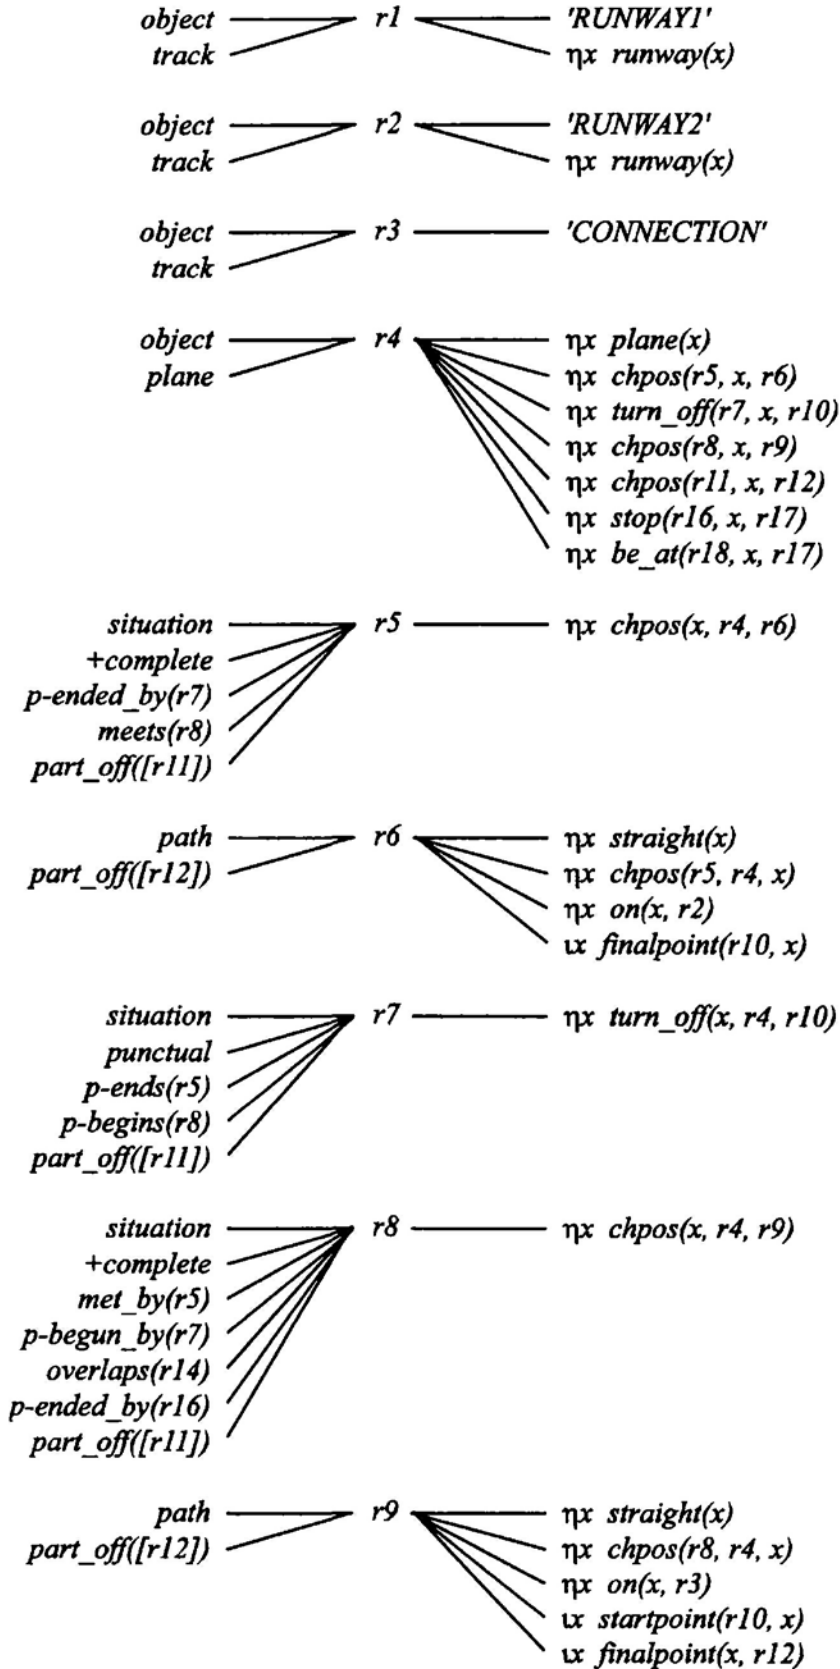 object r1 'RUNWAY1'
track ηx runway(x)
object r2 'RUNWAY2'
track ηx runway(x)
object r3 'CONNECTION'
track
object r4 ηx plane(x)
plane ηx chpos(r5, x, r6)
ηx turn_off(r7, x, r10)
ηx chpos(r8, x, r9)
ηx chpos(r11, x, r12)
ηx stop(r16, x, r17)
ηx be_at(r18, x, r17)
situation r5 ηx chpos(x, r4, r6)
+complete
p-ended_by(r7)
meets(r8)
part_off([r11])
path r6 ηx straight(x)
part_off([r12]) ηx chpos(r5, r4, x)
ηx on(x, r2)
ιx finalpoint(r10, x)
situation r7 ηx turn_off(x, r4, r10)
punctual
p-ends(r5)
p-begins(r8)
part_off([r11])
situation r8 ηx chpos(x, r4, r9)
+complete
met_by(r5)
p-begun_by(r7)
overlaps(r14)
p-ended_by(r16)
part_off([r11])
path r9 ηx straight(x)
part_off([r12]) ηx chpos(r8, r4, x)
ηx on(x, r3)
ιx startpoint(r10, x)
ιx finalpoint(x, r12)